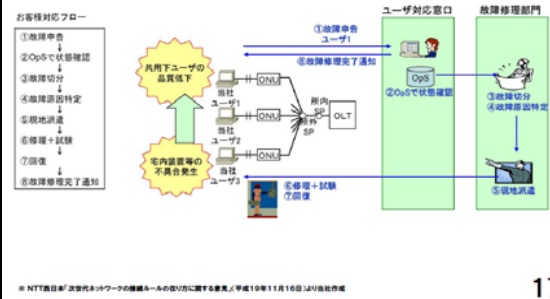 お客様対応フロー
①故障申告
②OpSで状態確認
③故障切分
④故障原因特定
⑤現地派遣
⑥修理+試験
⑦回復
⑧故障修理完了通知
ユーザ対応窓口
故障修理部門
①故障申告
ユーザ1
⑧故障修理完了通知
共用下ユーザの
品質低下
宅内装置等の
不具合発生
当社
ユーザ1
当社
ユーザ2
当社
ユーザ3
ONU
ONU
ONU
所内
SP
所外
SP
OLT
OpS
②OpSで状態確認
③故障切分
④故障原因特定
⑤現地派遣
⑥修理+試験
⑦回復
※ NTT西日本「次世代ネットワークの接続ルールの在り方に関する意見」(平成19年11月16日)より当社作成